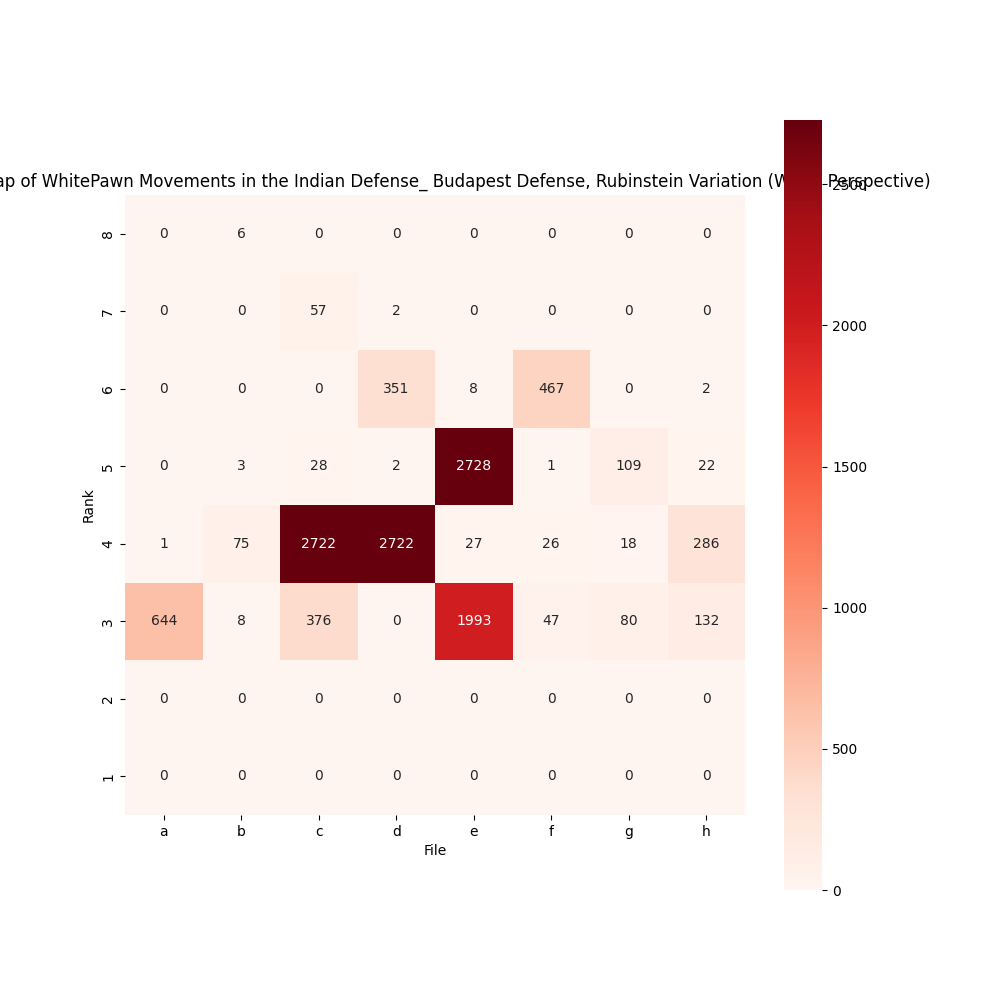 of WhitePawn Movements in the Indian Defense_ Budapest Defense, Rubinstein Variation ( Perspective)
8 0 6 0 0 0 0 0 0
7 0 0 57 2 0 0 0 0
6 0 0 0 351 8 467 0 2
5 0 3 28 2 2728 1 109 22
4 1 75 2722 2722 27 26 18 286
3 644 8 376 0 1993 47 80 132
2 0 0 0 0 0 0 0 0
1 0 0 0 0 0 0 0 0
a b c d e f g h
File
Rank
2500
2000
1500
1000
500
0